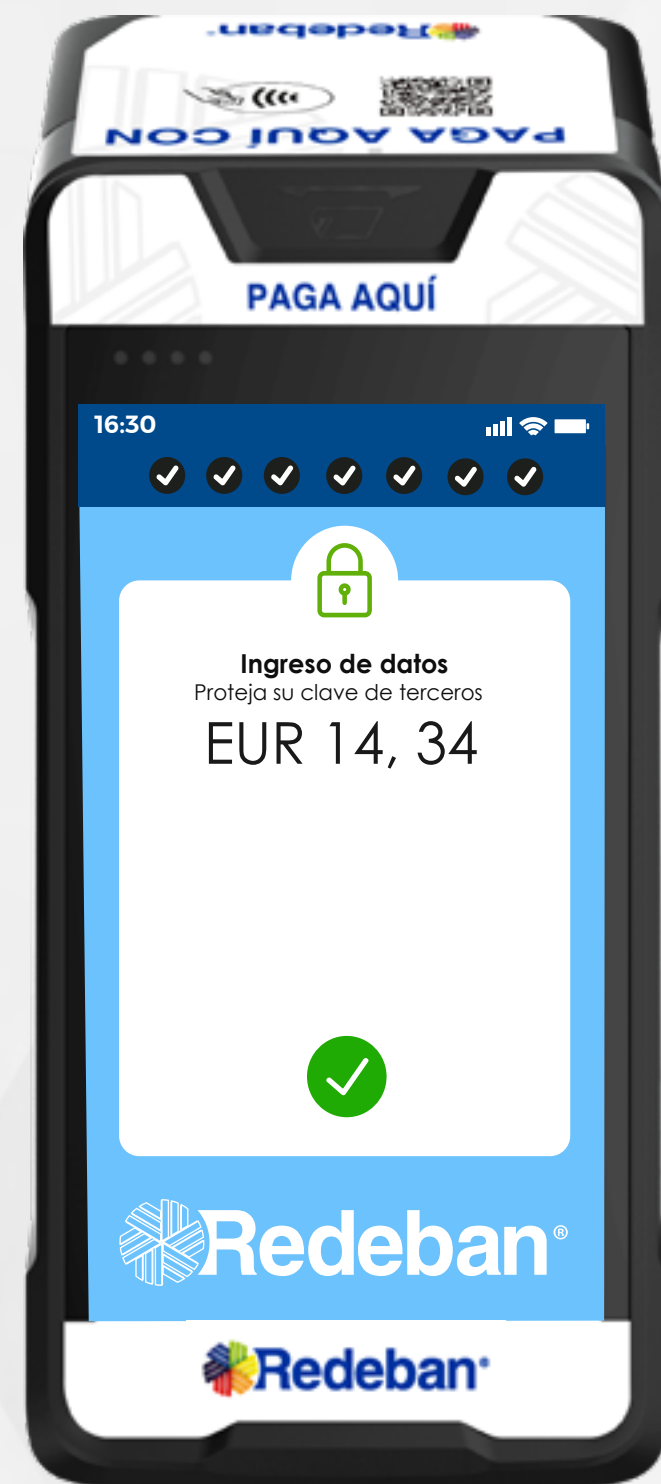 Redeban
PAGA AQUÍ CON
PAGA AQUÍ
16:30
Ingreso de datos
Proteja su clave de terceros
EUR 14, 34
Redeban®
Redeban